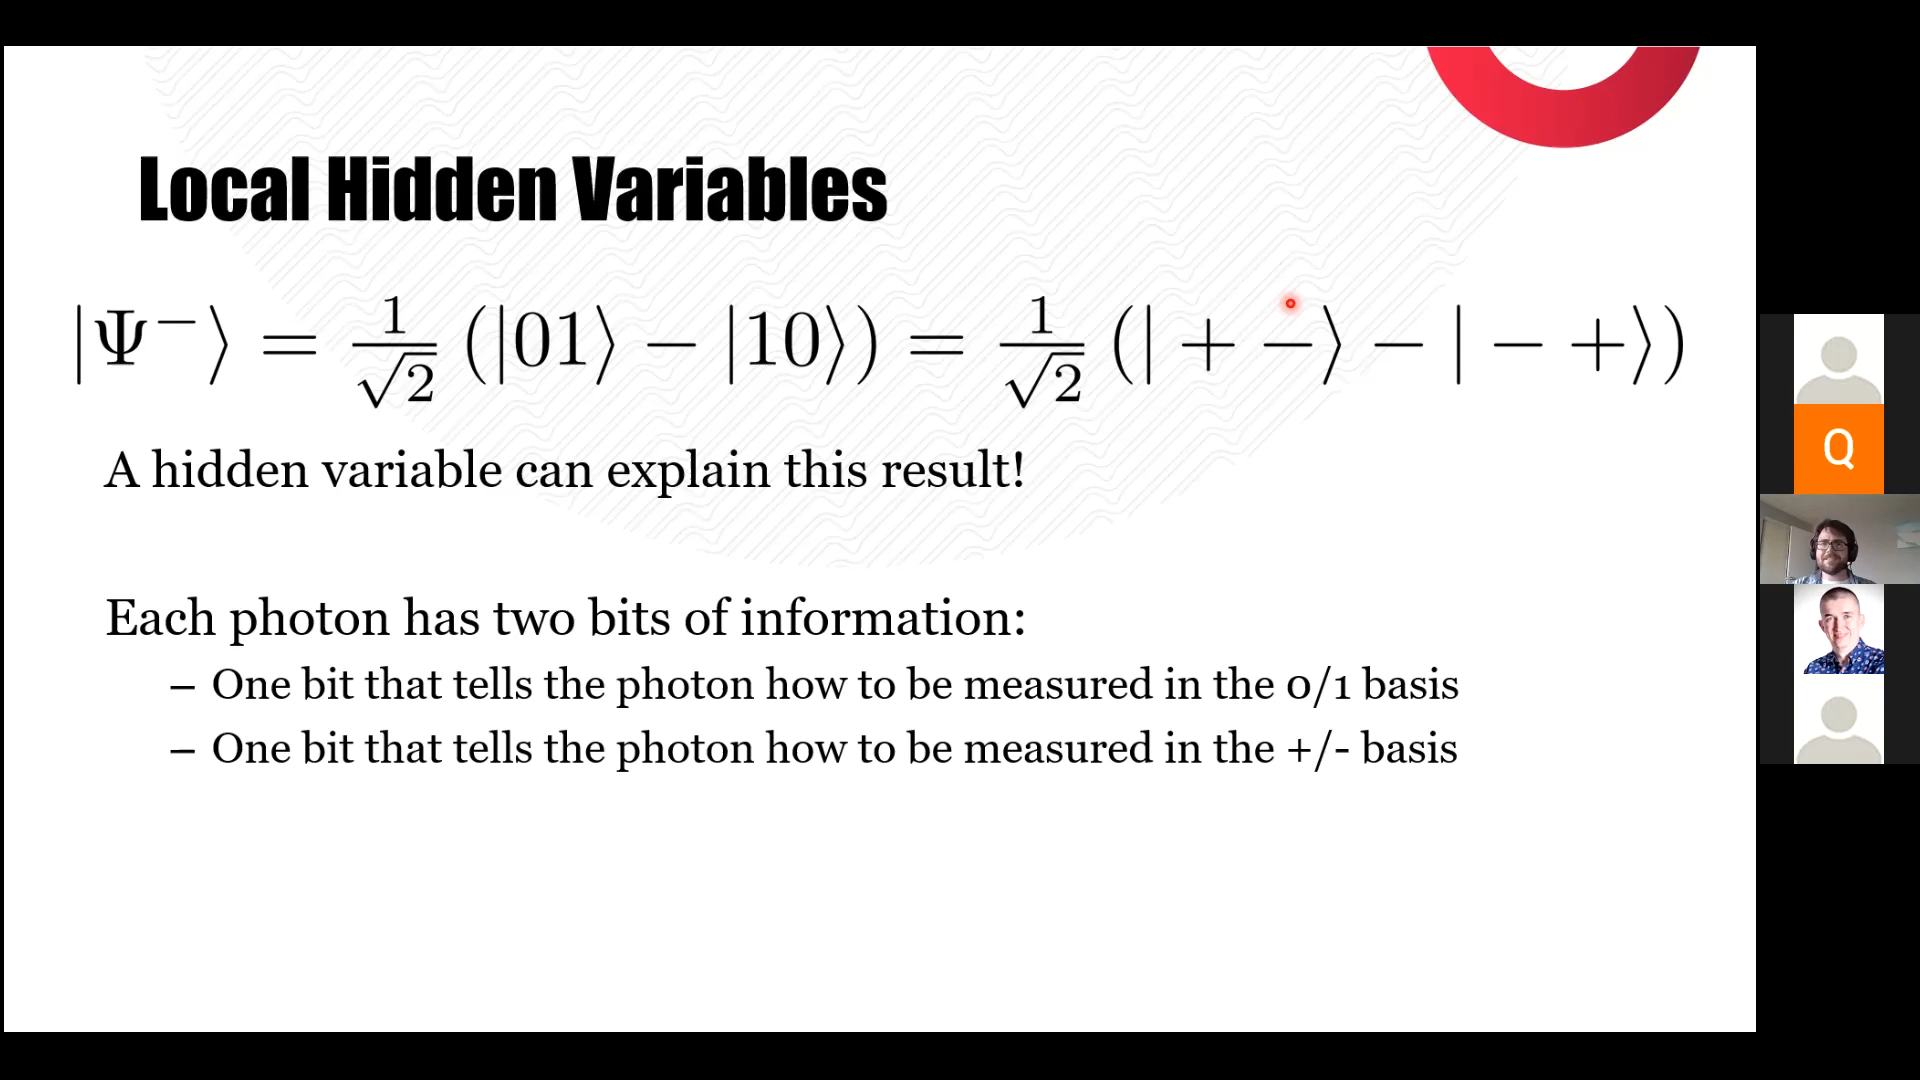 Local Hidden Variables
|Ψ⁻⟩ = 1/√2 (|01⟩ − |10⟩) = 1/√2 (| + −⟩ − | − +⟩)
A hidden variable can explain this result!
Each photon has two bits of information:
– One bit that tells the photon how to be measured in the 0/1 basis
– One bit that tells the photon how to be measured in the +/- basis
Q